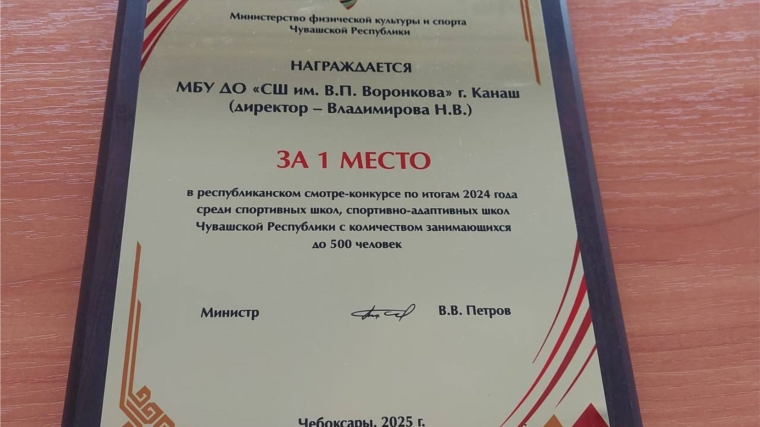 Министерство физической культуры и спорта
Чувашской Республики
НАГРАЖДАЕТСЯ
МБУ ДО «СШ им. В.П. Воронкова» г. Канаш
(директор – Владимирова Н.В.)
ЗА 1 МЕСТО
в республиканском смотре-конкурсе по итогам 2024 года
среди спортивных школ, спортивно-адаптивных школ
Чувашской Республики с количеством занимающихся
до 500 человек
Министр В.В. Петров
Чебоксары, 2025 г.